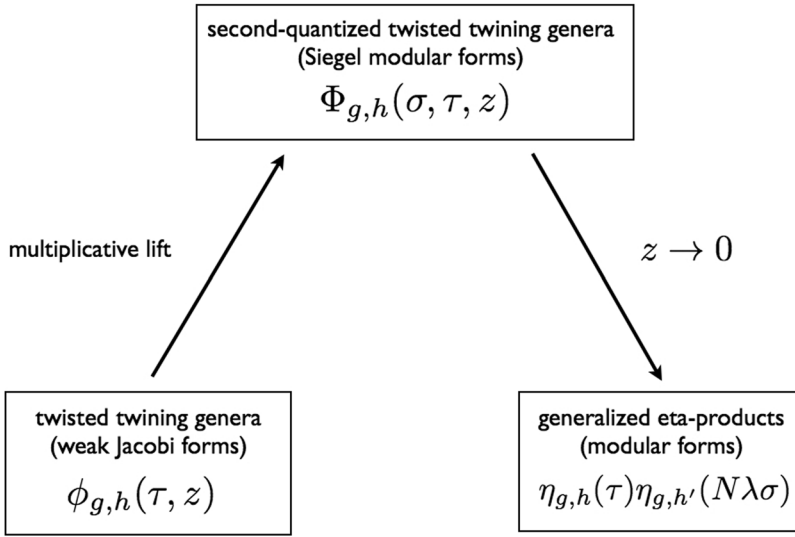 second-quantized twisted twining genera
(Siegel modular forms)
Φ_{g,h}(σ, τ, z)
multiplicative lift
z → 0
twisted twining genera
(weak Jacobi forms)
ϕ_{g,h}(τ, z)
generalized eta-products
(modular forms)
η_{g,h}(τ)η_{g,h'}(Nλσ)